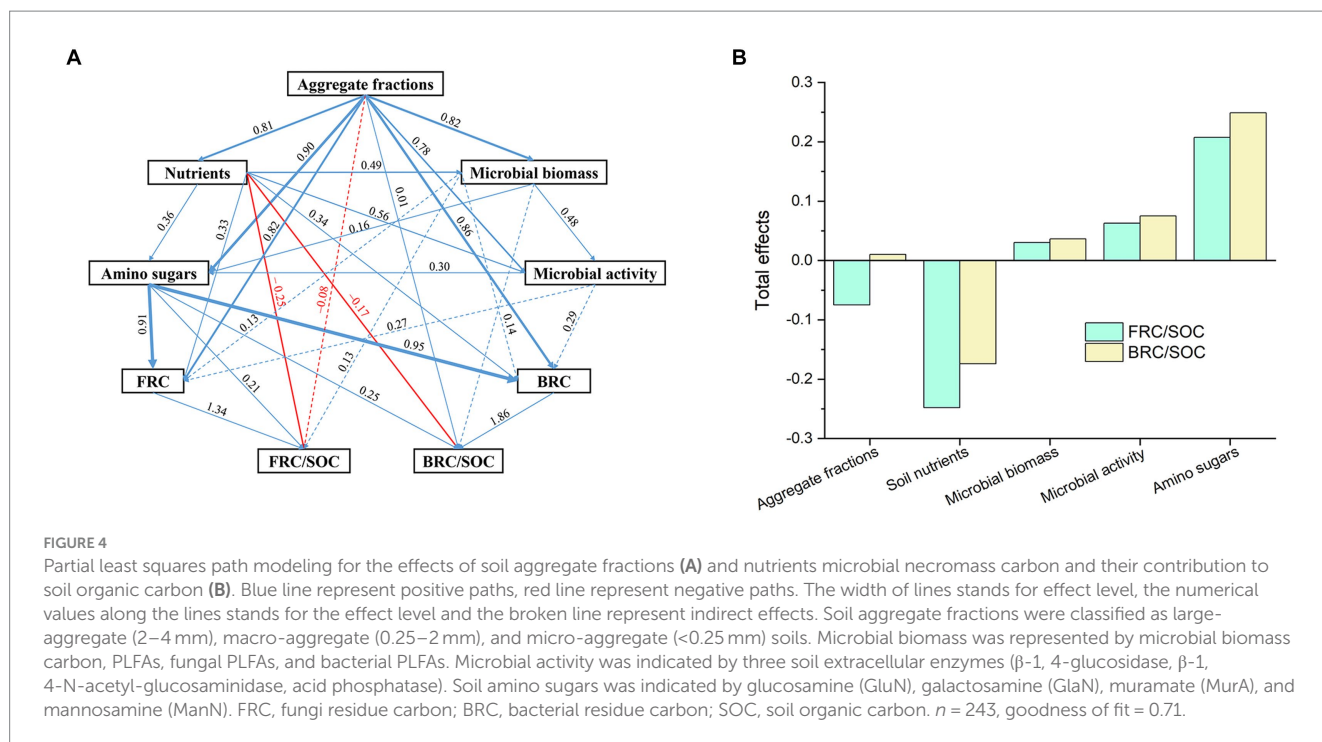 A
Aggregate fractions
0.81
0.82
0.90
0.78
Nutrients
0.49
Microbial biomass
0.01
0.36
0.33
0.82
0.34
0.56
0.16
0.86
0.48
Amino sugars
0.30
Microbial activity
−0.25
−0.08
−0.17
0.91
0.13
0.27
0.14
0.29
0.95
FRC
0.21
0.13
BRC
1.34
0.25
1.86
FRC/SOC
BRC/SOC
B
0.3
0.2
0.1
0.0
-0.1
-0.2
-0.3
Total effects
FRC/SOC
BRC/SOC
Aggregate fractions
Soil nutrients
Microbial biomass
Microbial activity
Amino sugars
FIGURE 4
Partial least squares path modeling for the effects of soil aggregate fractions (A) and nutrients microbial necromass carbon and their contribution to
soil organic carbon (B). Blue line represent positive paths, red line represent negative paths. The width of lines stands for effect level, the numerical
values along the lines stands for the effect level and the broken line represent indirect effects. Soil aggregate fractions were classified as large-
aggregate (2–4 mm), macro-aggregate (0.25–2 mm), and micro-aggregate (<0.25 mm) soils. Microbial biomass was represented by microbial biomass
carbon, PLFAs, fungal PLFAs, and bacterial PLFAs. Microbial activity was indicated by three soil extracellular enzymes (β-1, 4-glucosidase, β-1,
4-N-acetyl-glucosaminidase, acid phosphatase). Soil amino sugars was indicated by glucosamine (GluN), galactosamine (GlaN), muramate (MurA), and
mannosamine (ManN). FRC, fungi residue carbon; BRC, bacterial residue carbon; SOC, soil organic carbon. n = 243, goodness of fit = 0.71.